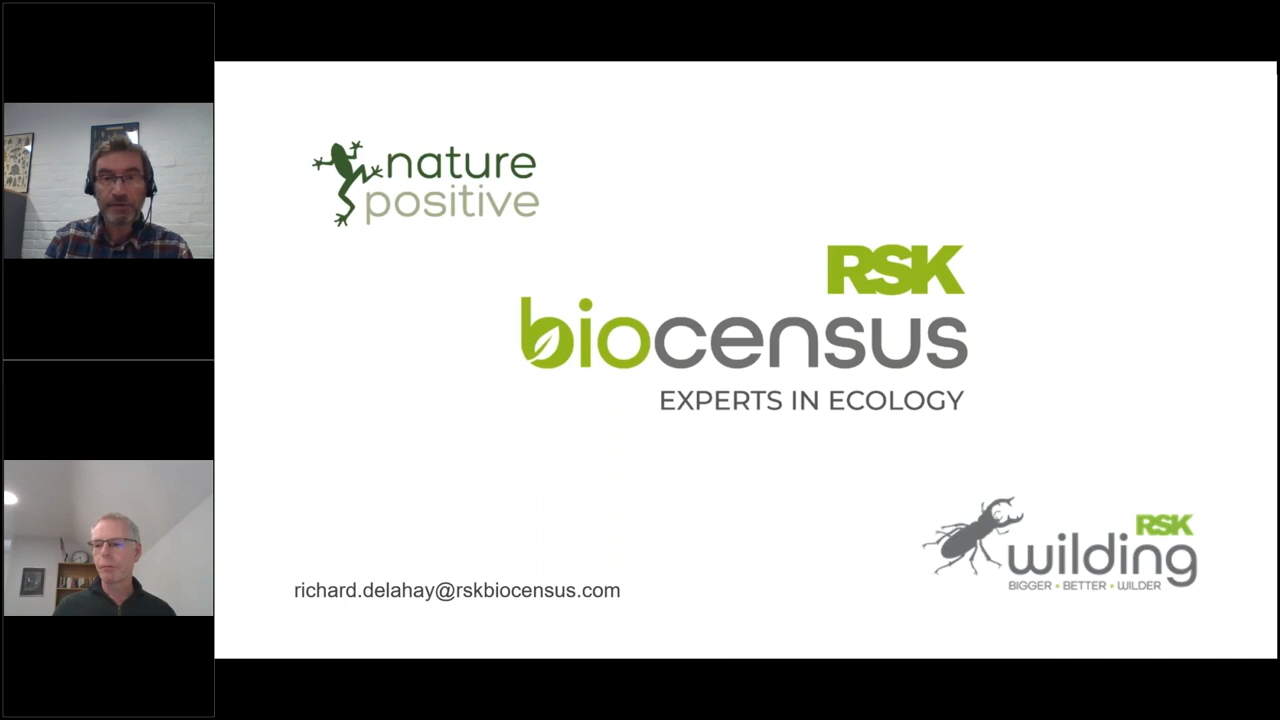 nature
positive
RSK
biocensus
EXPERTS IN ECOLOGY
RSK
wilding
BIGGER • BETTER • WILDER
richard.delahay@rskbiocensus.com